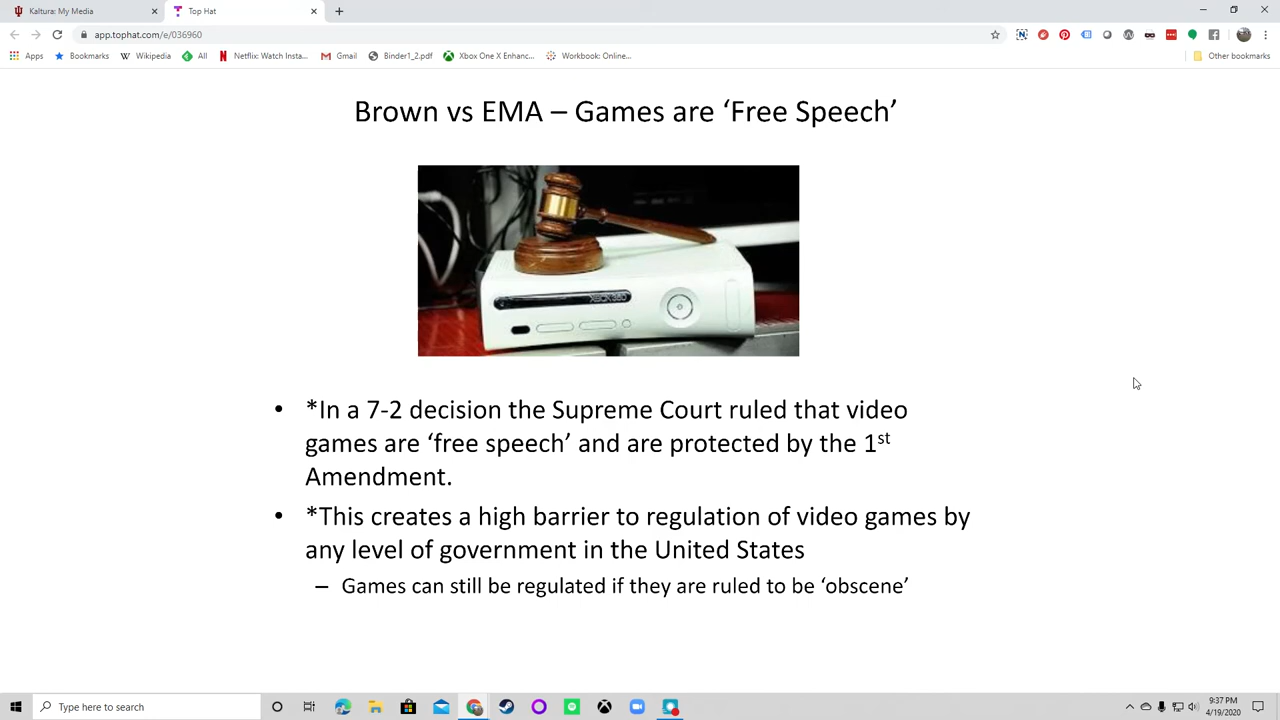 Kaltura: My Media
Top Hat
app.tophat.com/e/036960
Apps
Bookmarks
Wikipedia
All
Netflix: Watch Insta...
Gmail
Binder1_2.pdf
Xbox One X Enhanc...
Workbook: Online...
Other bookmarks
Brown vs EMA – Games are ‘Free Speech’
XBOX 360
• *In a 7-2 decision the Supreme Court ruled that video
games are ‘free speech’ and are protected by the 1st
Amendment.
• *This creates a high barrier to regulation of video games by
any level of government in the United States
– Games can still be regulated if they are ruled to be ‘obscene’
Type here to search
9:37 PM
4/19/2020